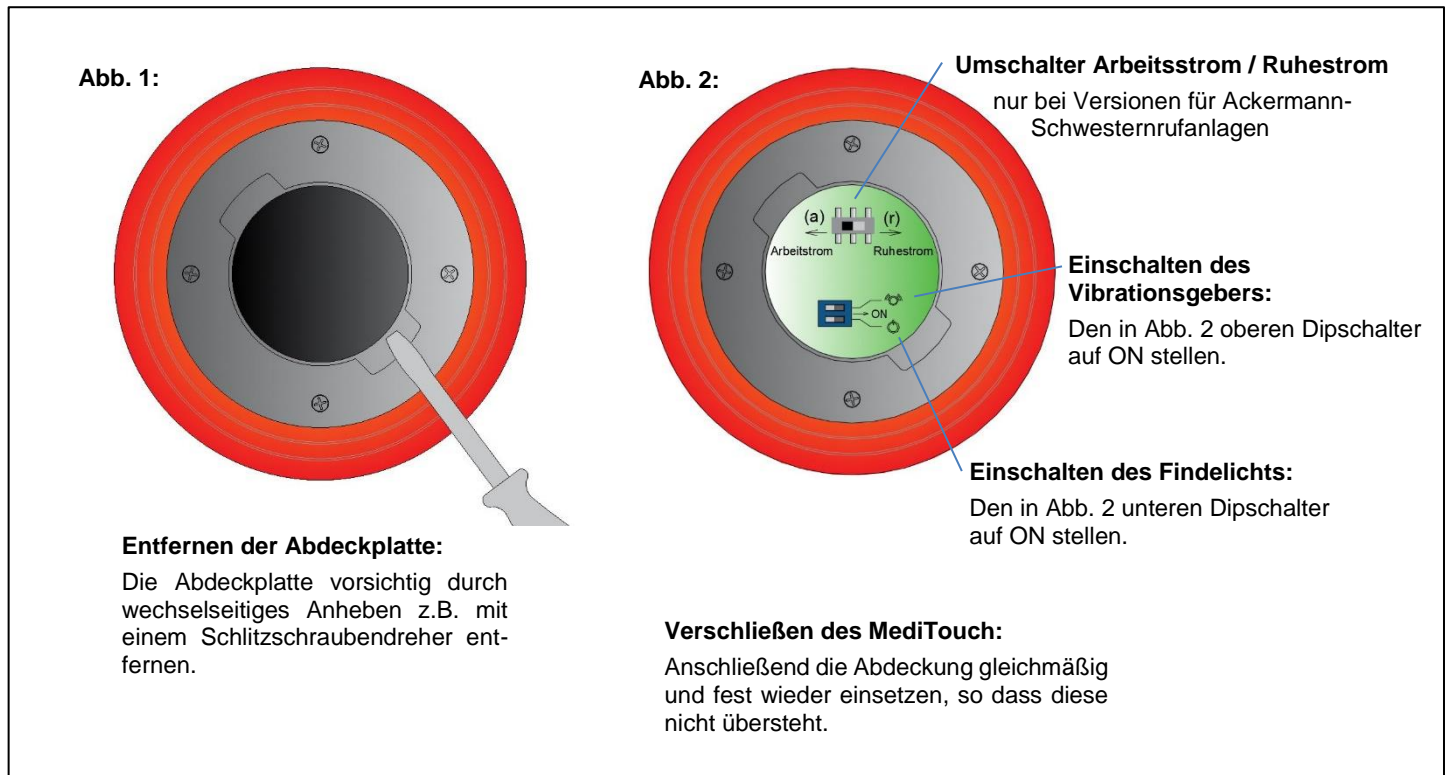 Abb. 1:
Entfernen der Abdeckplatte:
Die Abdeckplatte vorsichtig durch
wechselseitiges Anheben z.B. mit
einem Schlitzschraubendreher ent-
fernen.
Abb. 2:
Umschalter Arbeitsstrom / Ruhestrom
nur bei Versionen für Ackermann-
Schwesternrufanlagen
(a) (r)
Arbeitstrom Ruhestrom
ON
Einschalten des
Vibrationsgebers:
Den in Abb. 2 oberen Dipschalter
auf ON stellen.
Einschalten des Findelichts:
Den in Abb. 2 unteren Dipschalter
auf ON stellen.
Verschließen des MediTouch:
Anschließend die Abdeckung gleichmäßig
und fest wieder einsetzen, so dass diese
nicht übersteht.